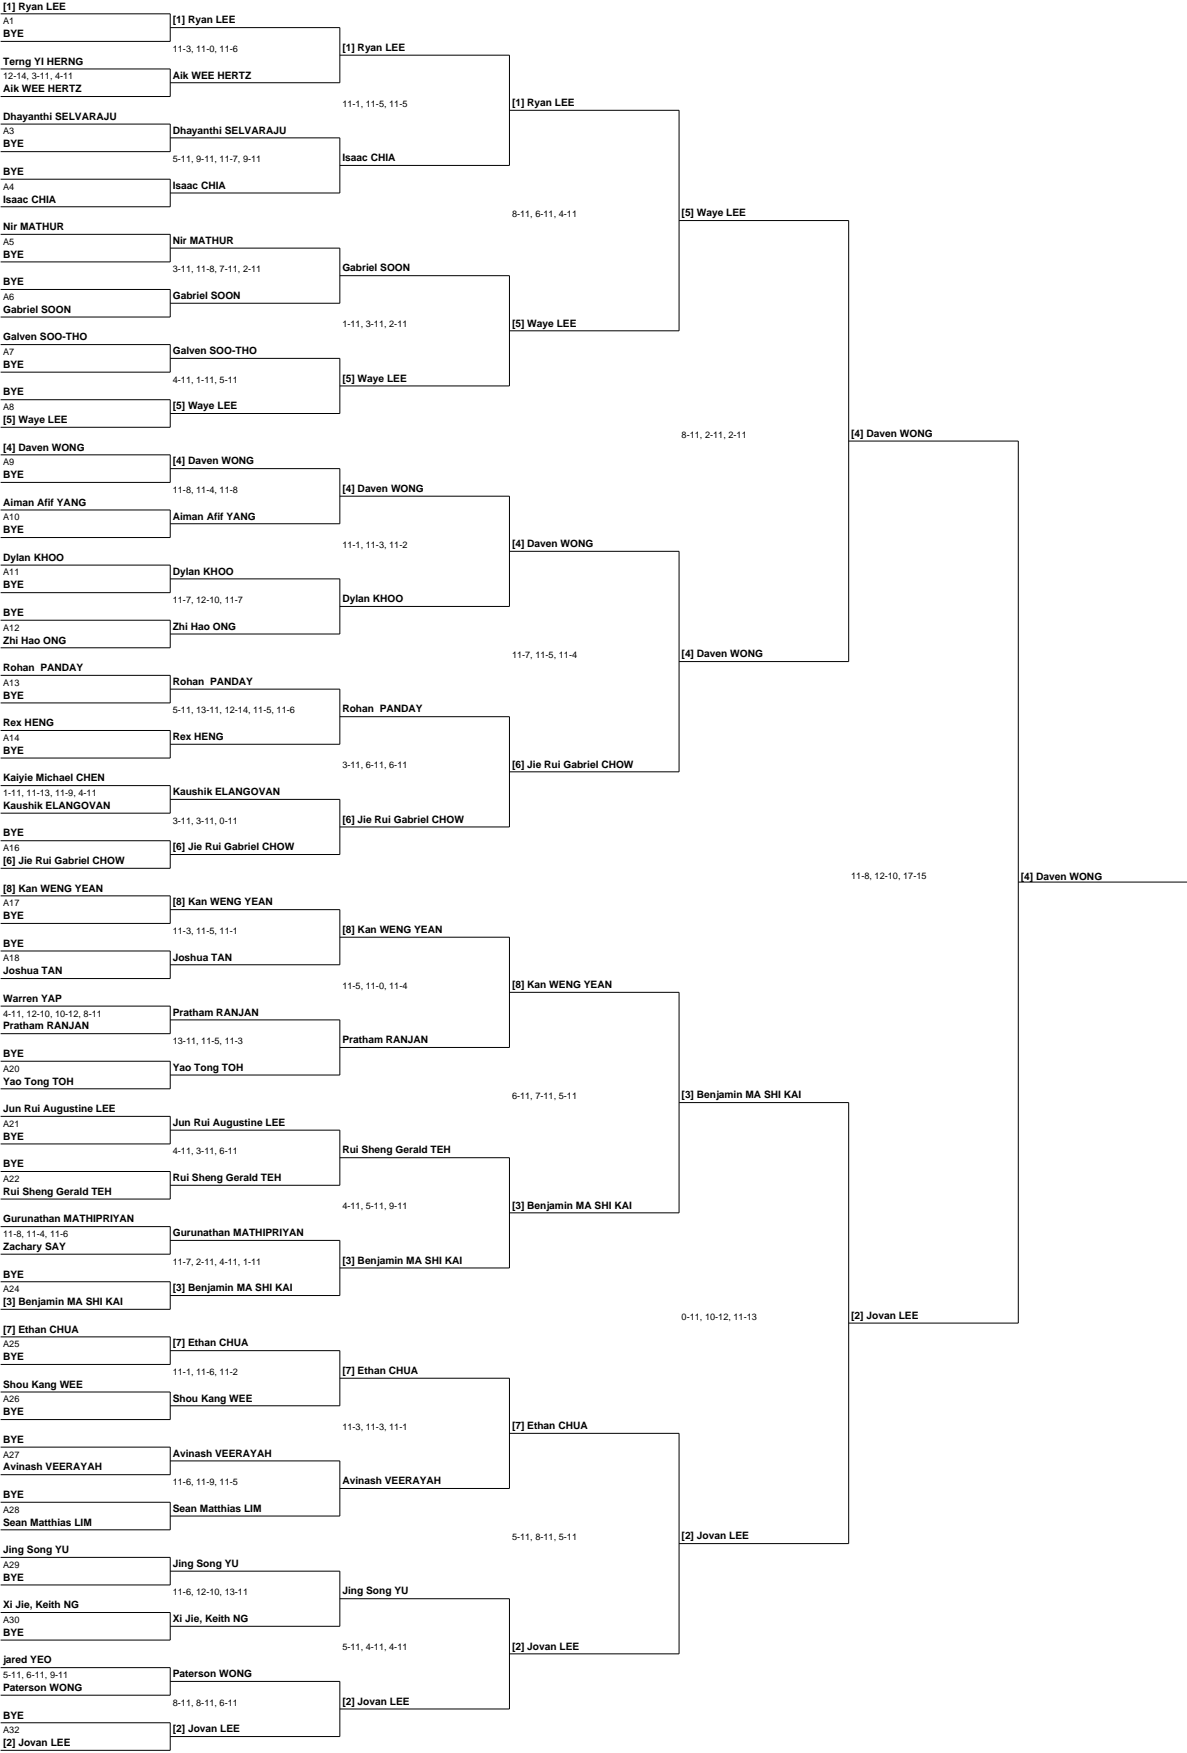 [1] Ryan LEE
A1
BYE
Terng YI HERNG
12-14, 3-11, 4-11
Aik WEE HERTZ
Dhayanthi SELVARAJU
A3
BYE
BYE
A4
Isaac CHIA
Nir MATHUR
A5
BYE
BYE
A6
Gabriel SOON
Galven SOO-THO
A7
BYE
BYE
A8
[5] Waye LEE
[4] Daven WONG
A9
BYE
Aiman Afif YANG
A10
BYE
Dylan KHOO
A11
BYE
BYE
A12
Zhi Hao ONG
Rohan  PANDAY
A13
BYE
Rex HENG
A14
BYE
Kaiyie Michael CHEN
1-11, 11-13, 11-9, 4-11
Kaushik ELANGOVAN
BYE
A16
[6] Jie Rui Gabriel CHOW
[8] Kan WENG YEAN
A17
BYE
BYE
A18
Joshua TAN
Warren YAP
4-11, 12-10, 10-12, 8-11
Pratham RANJAN
BYE
A20
Yao Tong TOH
Jun Rui Augustine LEE
A21
BYE
BYE
A22
Rui Sheng Gerald TEH
Gurunathan MATHIPRIYAN
11-8, 11-4, 11-6
Zachary SAY
BYE
A24
[3] Benjamin MA SHI KAI
[7] Ethan CHUA
A25
BYE
Shou Kang WEE
A26
BYE
BYE
A27
Avinash VEERAYAH
BYE
A28
Sean Matthias LIM
Jing Song YU
A29
BYE
Xi Jie, Keith NG
A30
BYE
jared YEO
5-11, 6-11, 9-11
Paterson WONG
BYE
A32
[2] Jovan LEE
[1] Ryan LEE
11-3, 11-0, 11-6
Aik WEE HERTZ
Dhayanthi SELVARAJU
5-11, 9-11, 11-7, 9-11
Isaac CHIA
Nir MATHUR
3-11, 11-8, 7-11, 2-11
Gabriel SOON
Galven SOO-THO
4-11, 1-11, 5-11
[5] Waye LEE
[4] Daven WONG
11-8, 11-4, 11-8
Aiman Afif YANG
Dylan KHOO
11-7, 12-10, 11-7
Zhi Hao ONG
Rohan  PANDAY
5-11, 13-11, 12-14, 11-5, 11-6
Rex HENG
Kaushik ELANGOVAN
3-11, 3-11, 0-11
[6] Jie Rui Gabriel CHOW
[8] Kan WENG YEAN
11-3, 11-5, 11-1
Joshua TAN
Pratham RANJAN
13-11, 11-5, 11-3
Yao Tong TOH
Jun Rui Augustine LEE
4-11, 3-11, 6-11
Rui Sheng Gerald TEH
Gurunathan MATHIPRIYAN
11-7, 2-11, 4-11, 1-11
[3] Benjamin MA SHI KAI
[7] Ethan CHUA
11-1, 11-6, 11-2
Shou Kang WEE
Avinash VEERAYAH
11-6, 11-9, 11-5
Sean Matthias LIM
Jing Song YU
11-6, 12-10, 13-11
Xi Jie, Keith NG
Paterson WONG
8-11, 8-11, 6-11
[2] Jovan LEE
[1] Ryan LEE
11-1, 11-5, 11-5
Isaac CHIA
Gabriel SOON
1-11, 3-11, 2-11
[5] Waye LEE
[4] Daven WONG
11-1, 11-3, 11-2
Dylan KHOO
Rohan  PANDAY
3-11, 6-11, 6-11
[6] Jie Rui Gabriel CHOW
[8] Kan WENG YEAN
11-5, 11-0, 11-4
Pratham RANJAN
Rui Sheng Gerald TEH
4-11, 5-11, 9-11
[3] Benjamin MA SHI KAI
[7] Ethan CHUA
11-3, 11-3, 11-1
Avinash VEERAYAH
Jing Song YU
5-11, 4-11, 4-11
[2] Jovan LEE
[1] Ryan LEE
8-11, 6-11, 4-11
[5] Waye LEE
[4] Daven WONG
11-7, 11-5, 11-4
[6] Jie Rui Gabriel CHOW
[8] Kan WENG YEAN
6-11, 7-11, 5-11
[3] Benjamin MA SHI KAI
[7] Ethan CHUA
5-11, 8-11, 5-11
[2] Jovan LEE
[5] Waye LEE
8-11, 2-11, 2-11
[4] Daven WONG
[3] Benjamin MA SHI KAI
0-11, 10-12, 11-13
[2] Jovan LEE
[4] Daven WONG
11-8, 12-10, 17-15
[2] Jovan LEE
[4] Daven WONG